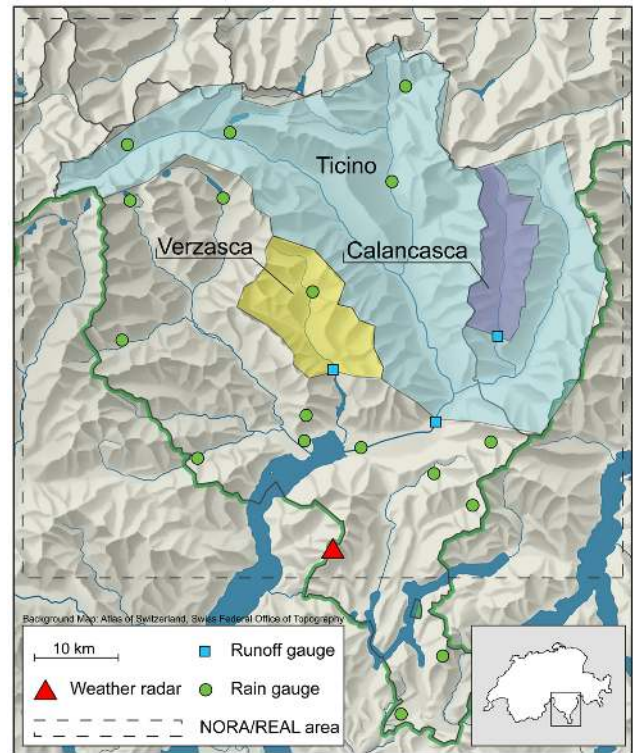 Ticino
Verzasca
Calancasca
Background Map: Atlas of Switzerland, Swiss Federal Office of Topography
10 km
Runoff gauge
Weather radar
Rain gauge
NORA/REAL area